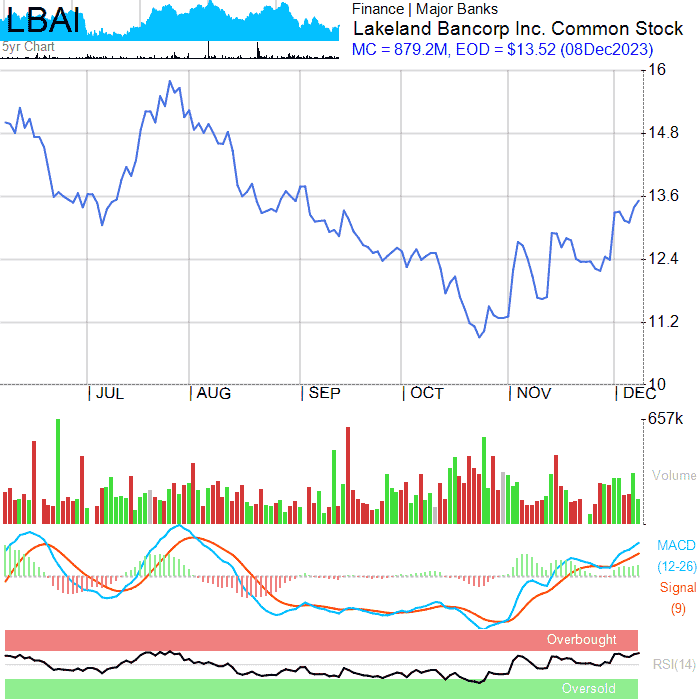 LBAI
5yr Chart
Finance | Major Banks
Lakeland Bancorp Inc. Common Stock
MC = 879.2M, EOD = $13.52 (08Dec2023)
16
14.8
13.6
12.4
11.2
10
JUL AUG SEP OCT NOV DEC
657k
Volume
MACD
(12-26)
Signal
(9)
Overbought
RSI(14)
Oversold